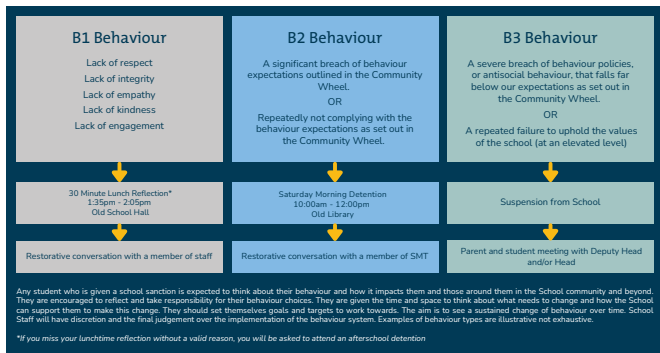 B1 Behaviour
Lack of respect
Lack of integrity
Lack of empathy
Lack of kindness
Lack of engagement
30 Minute Lunch Reflection*
1:35pm - 2:05pm
Old School Hall
Restorative conversation with a member of staff
B2 Behaviour
A significant breach of behaviour
expectations outlined in the Community
Wheel.
OR
Repeatedly not complying with the
behaviour expectations as set out in
the Community Wheel.
Saturday Morning Detention
10:00am - 12:00pm
Old Library
Restorative conversation with a member of SMT
B3 Behaviour
A severe breach of behaviour policies,
or antisocial behaviour, that falls far
below our expectations as set out in
the Community Wheel.
OR
A repeated failure to uphold the values
of the school (at an elevated level)
Suspension from School
Parent and student meeting with Deputy Head
and/or Head
Any student who is given a school sanction is expected to think about their behaviour and how it impacts them and those around them in the School community and beyond.
They are encouraged to reflect and take responsibility for their behaviour choices. They are given the time and space to think about what needs to change and how the School
can support them to make this change. They should set themselves goals and targets to work towards. The aim is to see a sustained change of behaviour over time. School
Staff will have discretion and the final judgement over the implementation of the behaviour system. Examples of behaviour types are illustrative not exhaustive.
*If you miss your lunchtime reflection without a valid reason, you will be asked to attend an afterschool detention